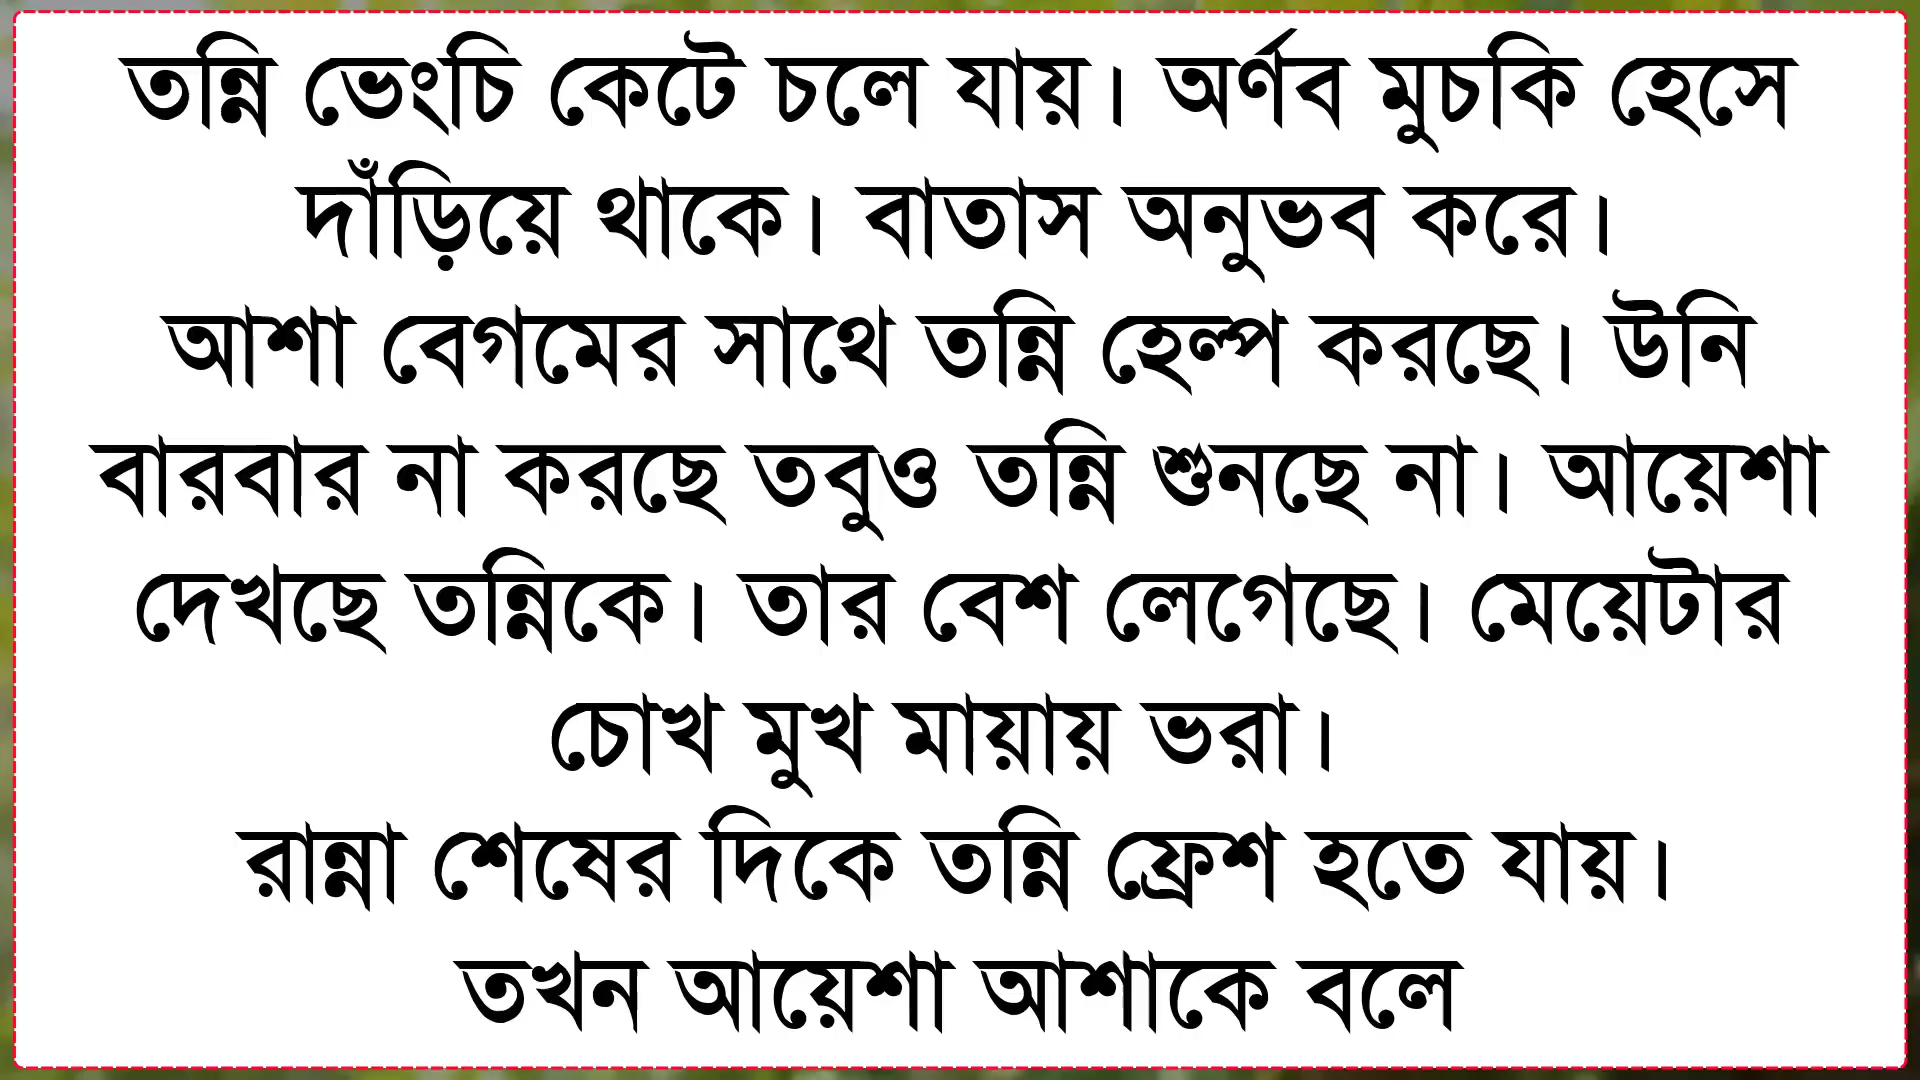 তন্নি ভেংচি কেটে চলে যায়। অর্ণব মুচকি হেসে
দাঁড়িয়ে থাকে। বাতাস অনুভব করে।
আশা বেগমের সাথে তন্নি হেল্প করছে। উনি
বারবার না করছে তবুও তন্নি শুনছে না। আয়েশা
দেখছে তন্নিকে। তার বেশ লেগেছে। মেয়েটার
চোখ মুখ মায়ায় ভরা।
রান্না শেষের দিকে তন্নি ফ্রেশ হতে যায়।
তখন আয়েশা আশাকে বলে